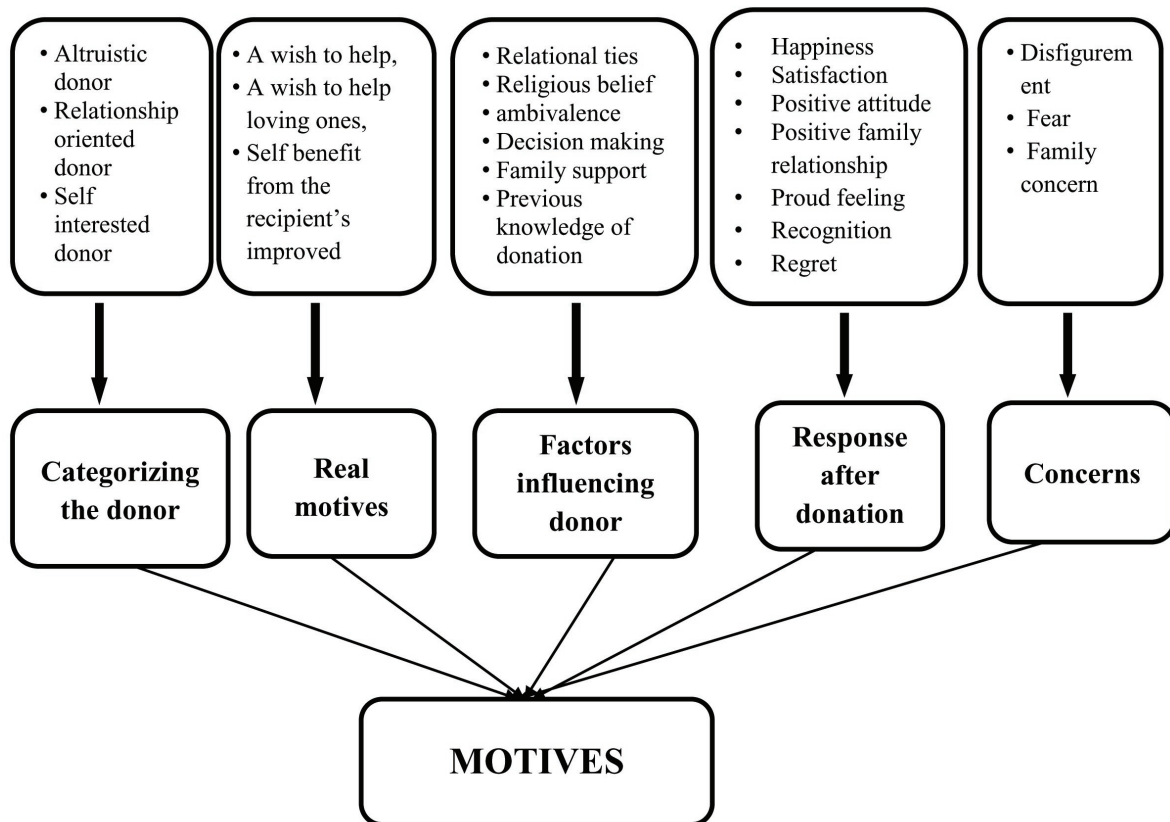 • Altruistic
donor
• Relationship
oriented
donor
• Self
interested
donor
• A wish to help,
• A wish to help
loving ones,
• Self benefit
from the
recipient's
improved
• Relational ties
• Religious belief
• ambivalence
• Decision making
• Family support
• Previous
knowledge of
donation
• Happiness
• Satisfaction
• Positive attitude
• Positive family
relationship
• Proud feeling
• Recognition
• Regret
• Disfigurem
ent
• Fear
• Family
concern
Categorizing
the donor
Real
motives
Factors
influencing
donor
Response
after
donation
Concerns
MOTIVES